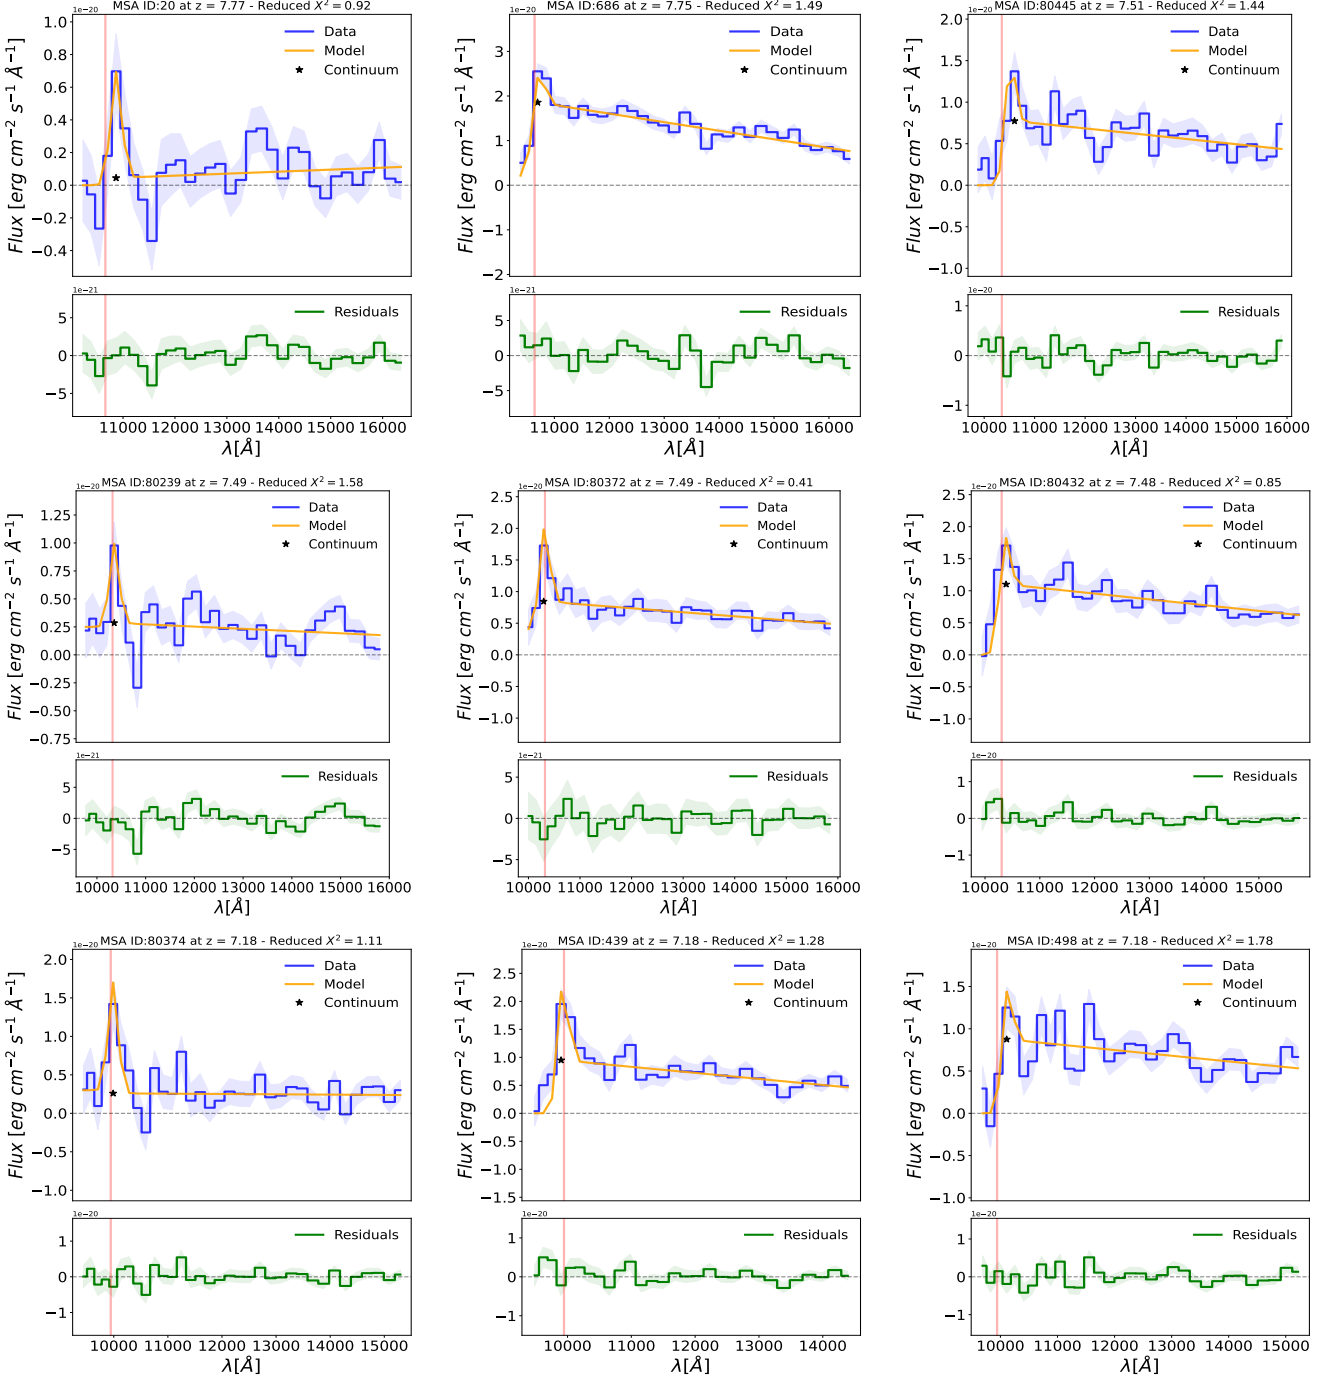 MSA ID:20 at z = 7.77 - Reduced X² = 0.92
1e−20
Flux [erg cm⁻² s⁻¹ Å⁻¹]
1.0
0.8
0.6
0.4
0.2
0.0
−0.2
−0.4
Data
Model
Continuum
1e−21
5
0
−5
Residuals
11000 12000 13000 14000 15000 16000
λ[Å]
MSA ID:686 at z = 7.75 - Reduced X² = 1.49
1e−20
Flux [erg cm⁻² s⁻¹ Å⁻¹]
3
2
1
0
−1
−2
Data
Model
Continuum
1e−21
5
0
−5
Residuals
11000 12000 13000 14000 15000 16000
λ[Å]
MSA ID:80445 at z = 7.51 - Reduced X² = 1.44
1e−20
Flux [erg cm⁻² s⁻¹ Å⁻¹]
2.0
1.5
1.0
0.5
0.0
−0.5
−1.0
Data
Model
Continuum
1e−20
1
0
−1
Residuals
10000 11000 12000 13000 14000 15000 16000
λ[Å]
MSA ID:80239 at z = 7.49 - Reduced X² = 1.58
1e−20
Flux [erg cm⁻² s⁻¹ Å⁻¹]
1.25
1.00
0.75
0.50
0.25
0.00
−0.25
−0.50
−0.75
Data
Model
Continuum
1e−21
5
0
−5
Residuals
10000 11000 12000 13000 14000 15000 16000
λ[Å]
MSA ID:80372 at z = 7.49 - Reduced X² = 0.41
1e−20
Flux [erg cm⁻² s⁻¹ Å⁻¹]
2.5
2.0
1.5
1.0
0.5
0.0
−0.5
−1.0
Data
Model
Continuum
1e−21
5
0
−5
Residuals
10000 11000 12000 13000 14000 15000 16000
λ[Å]
MSA ID:80432 at z = 7.48 - Reduced X² = 0.85
1e−20
Flux [erg cm⁻² s⁻¹ Å⁻¹]
2.5
2.0
1.5
1.0
0.5
0.0
−0.5
−1.0
Data
Model
Continuum
1e−20
1
0
−1
Residuals
10000 11000 12000 13000 14000 15000
λ[Å]
MSA ID:80374 at z = 7.18 - Reduced X² = 1.11
1e−20
Flux [erg cm⁻² s⁻¹ Å⁻¹]
2.0
1.5
1.0
0.5
0.0
−0.5
−1.0
Data
Model
Continuum
1e−20
1
0
−1
Residuals
10000 11000 12000 13000 14000 15000
λ[Å]
MSA ID:439 at z = 7.18 - Reduced X² = 1.28
1e−20
Flux [erg cm⁻² s⁻¹ Å⁻¹]
2.5
2.0
1.5
1.0
0.5
0.0
−0.5
−1.0
−1.5
Data
Model
Continuum
1e−20
1
0
−1
Residuals
10000 11000 12000 13000 14000
λ[Å]
MSA ID:498 at z = 7.18 - Reduced X² = 1.78
1e−20
Flux [erg cm⁻² s⁻¹ Å⁻¹]
1.5
1.0
0.5
0.0
−0.5
−1.0
Data
Model
Continuum
1e−20
1
0
−1
Residuals
10000 11000 12000 13000 14000 15000
λ[Å]